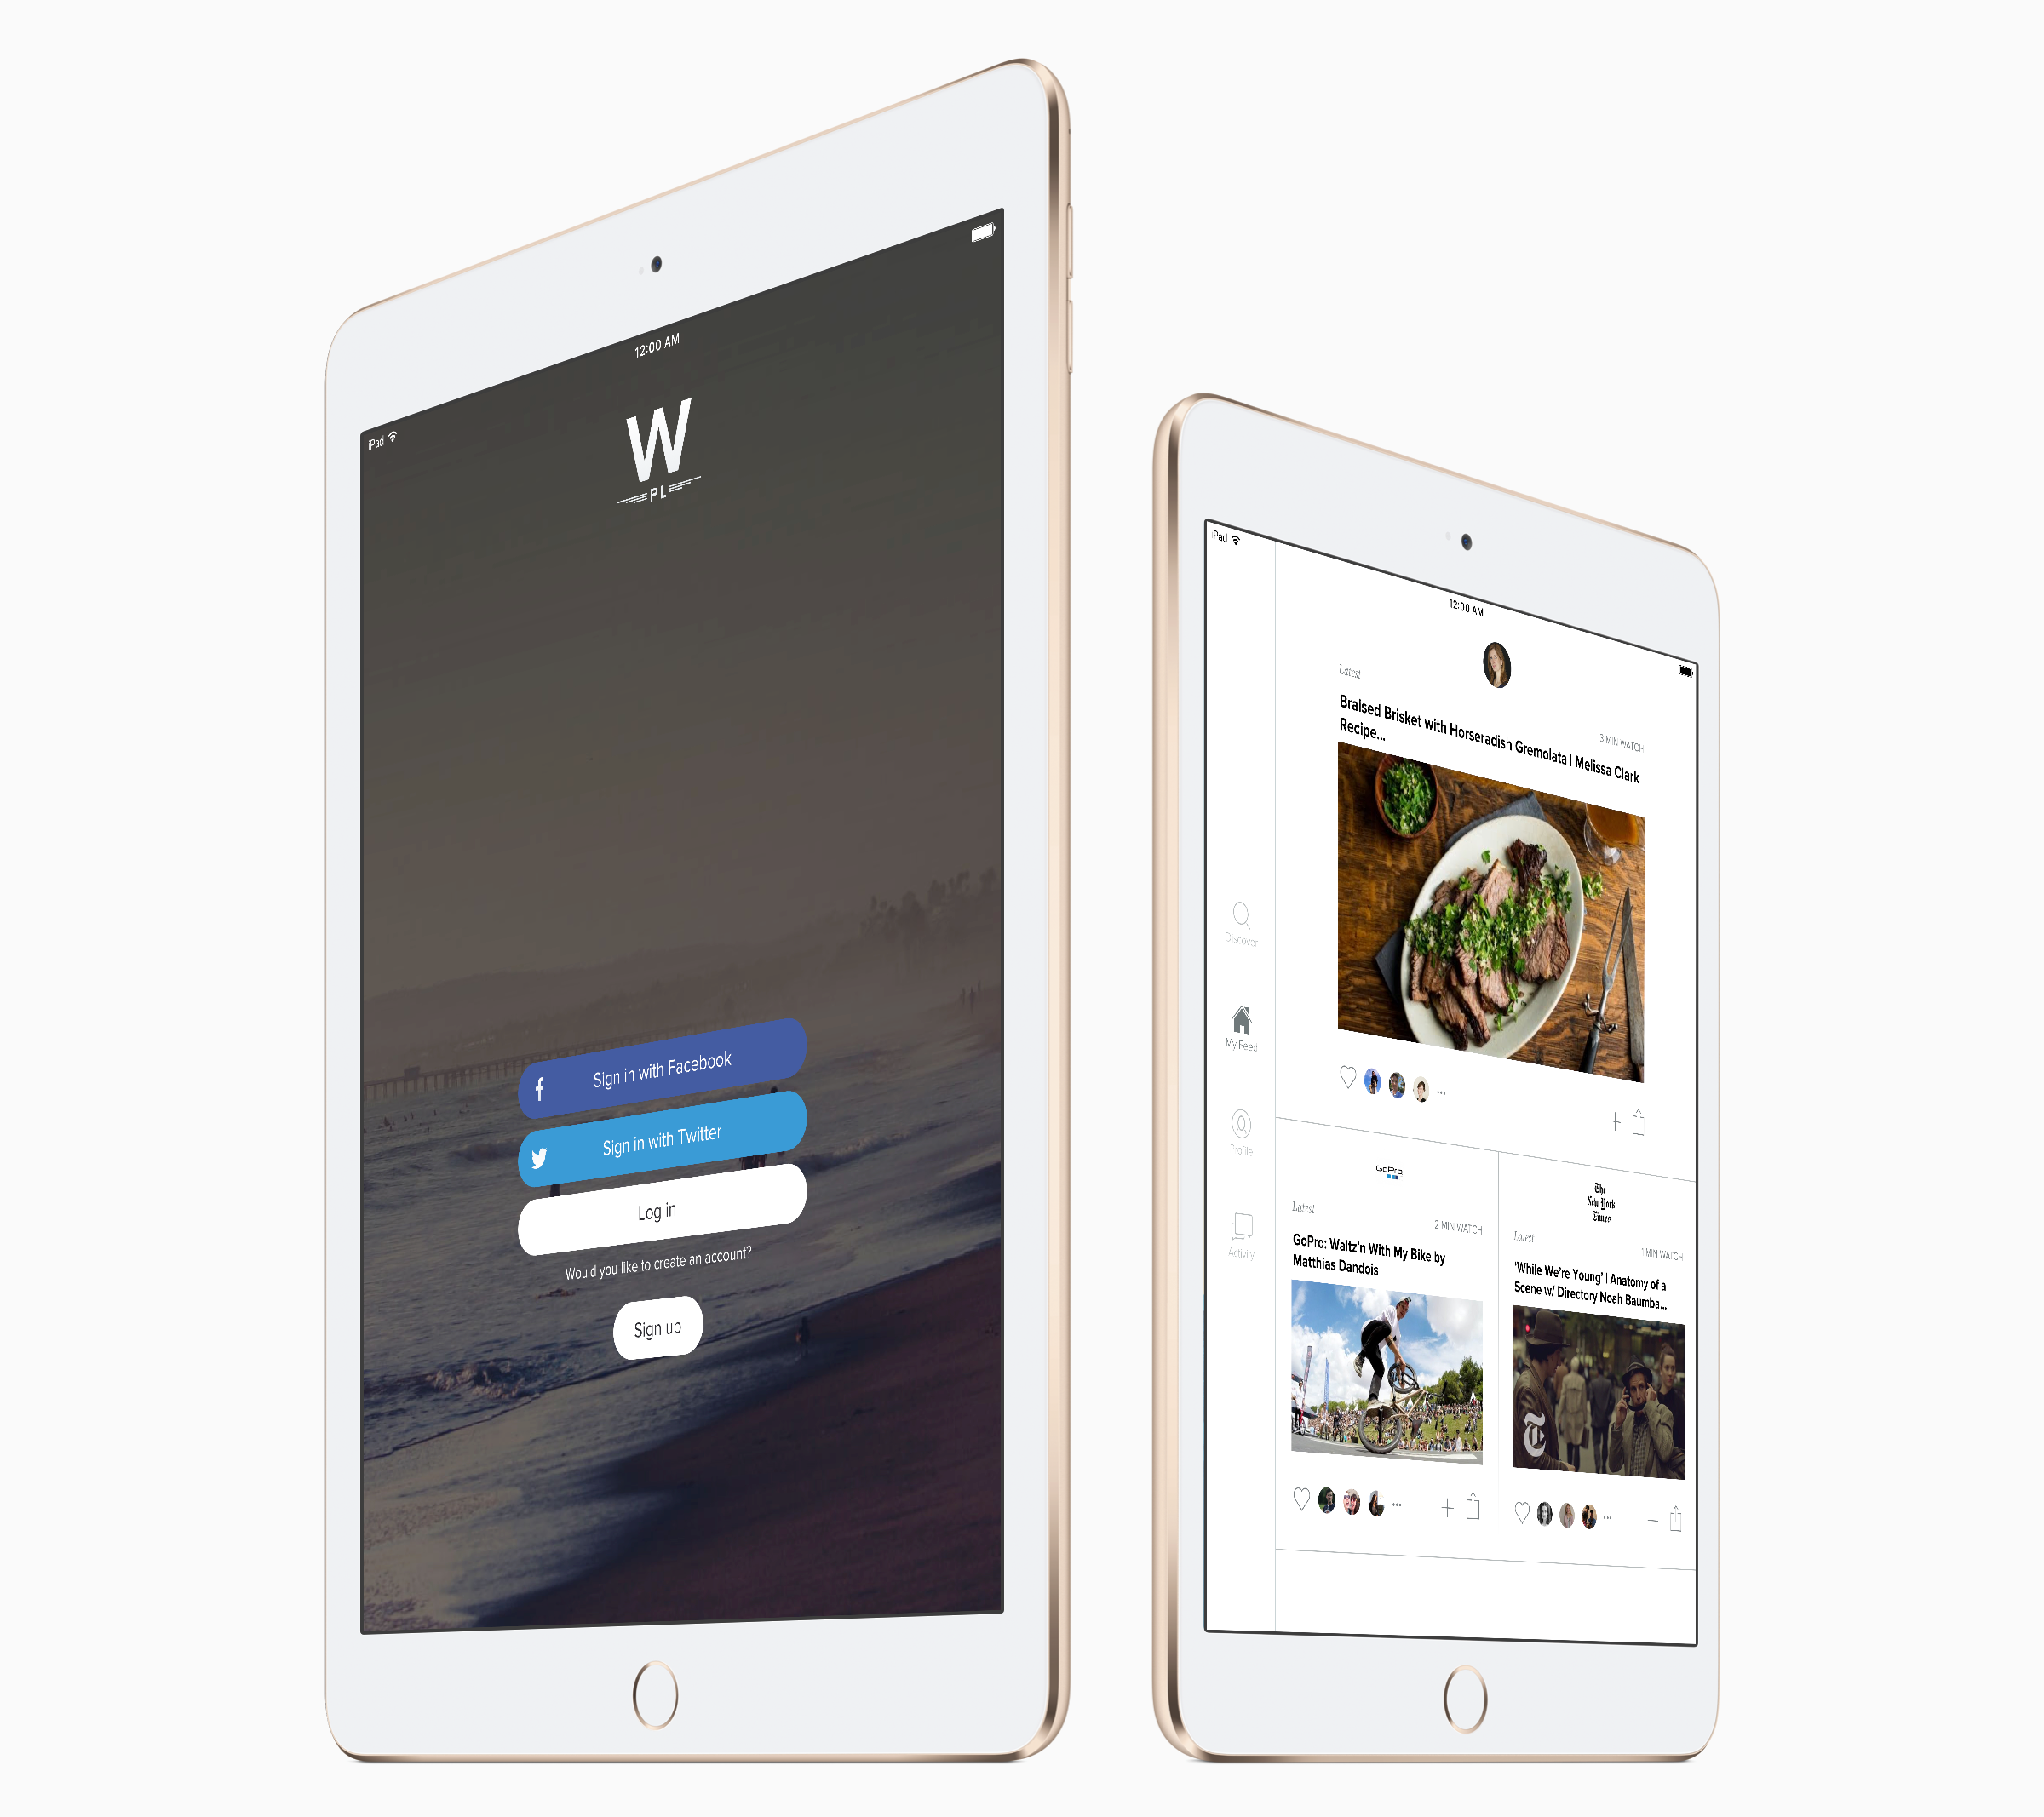 12:00 AM
iPad
W
PL
Sign in with Facebook
Sign in with Twitter
Log in
Would you like to create an account?
Sign up
iPad
12:00 AM
Latest
3 MIN WATCH
Braised Brisket with Horseradish Gremolata | Melissa Clark
Recipe...
Discover
My Feed
Profile
Activity
GoPro
Latest
2 MIN WATCH
GoPro: Waltz'n With My Bike by
Matthias Dandois
The
New York
Times
Latest
1 MIN WATCH
'While We're Young' | Anatomy of a
Scene w/ Directory Noah Baumba...
T